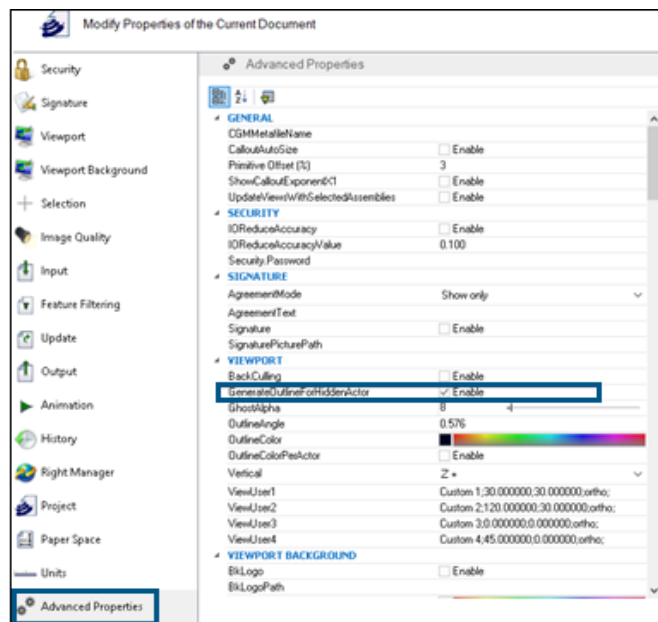 Modify Properties of the Current Document
Security
Signature
Viewport
Viewport Background
Selection
Image Quality
Input
Feature Filtering
Update
Output
Animation
History
Right Manager
Project
Paper Space
Units
Advanced Properties
Advanced Properties
GENERAL
CGMMetafileName
CalloutAutoSize Enable
Primitive Offset (%) 3
ShowCalloutExponentX1 Enable
UpdateViewsWithSelectedAssemblies Enable
SECURITY
IOReduceAccuracy Enable
IOReduceAccuracyValue 0.100
Security.Password
SIGNATURE
AgreementMode Show only
AgreementText
Signature Enable
SignaturePicturePath
VIEWPORT
BackCulling Enable
GenerateOutlineForHiddenActor Enable
GhostAlpha 8
OutlineAngle 0.576
OutlineColor
OutlineColorPerActor Enable
Vertical Z+
ViewUser1 Custom 1;30.000000;30.000000;ortho;
ViewUser2 Custom 2;120.000000;30.000000;ortho;
ViewUser3 Custom 3;0.000000;0.000000;ortho;
ViewUser4 Custom 4;45.000000;0.000000;ortho;
VIEWPORT BACKGROUND
BkLogo Enable
BkLogoPath